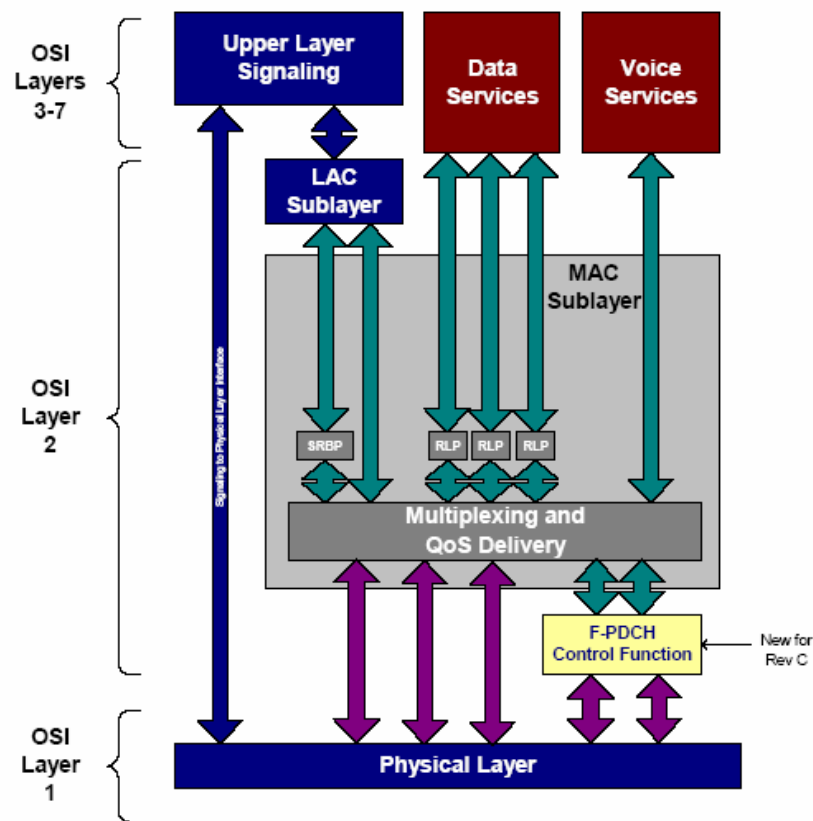 OSI
Layers
3-7
Upper Layer
Signaling
Data
Services
Voice
Services
LAC
Sublayer
MAC
Sublayer
OSI
Layer
2
Signaling to Physical Layer Interface
SRBP
RLP
RLP
RLP
Multiplexing and
QoS Delivery
F-PDCH
Control Function
New for
Rev C
OSI
Layer
1
Physical Layer